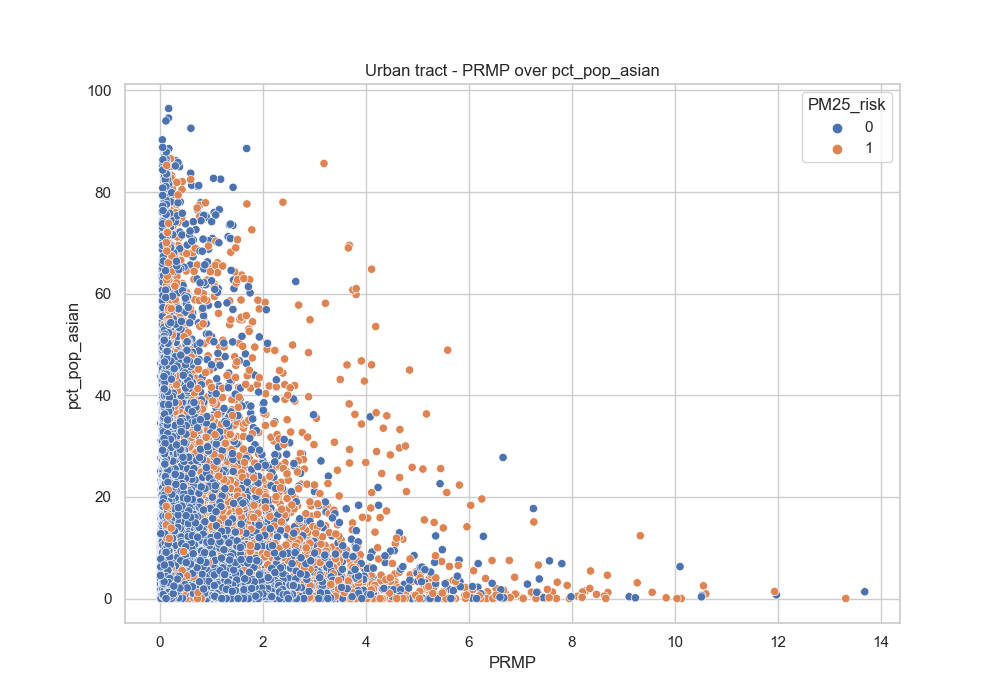 Urban tract - PRMP over pct_pop_asian
PM25_risk
0
1
100
80
60
40
20
0
pct_pop_asian
0 2 4 6 8 10 12 14
PRMP